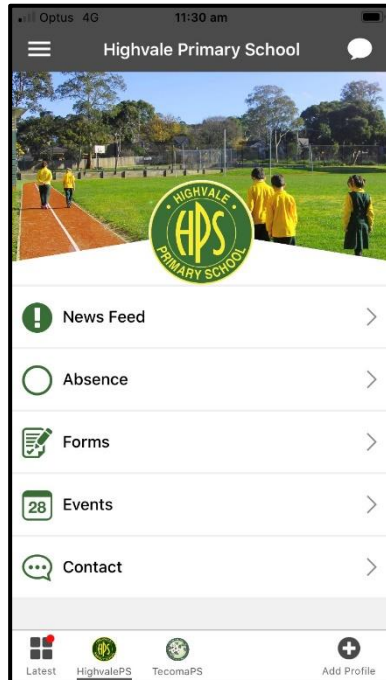 Optus 4G 11:30 am
Highvale Primary School
HIGHVALE
HPS
PRIMARY SCHOOL
News Feed
Absence
Forms
28 Events
Contact
Latest HighvalePS TecomaPS Add Profile